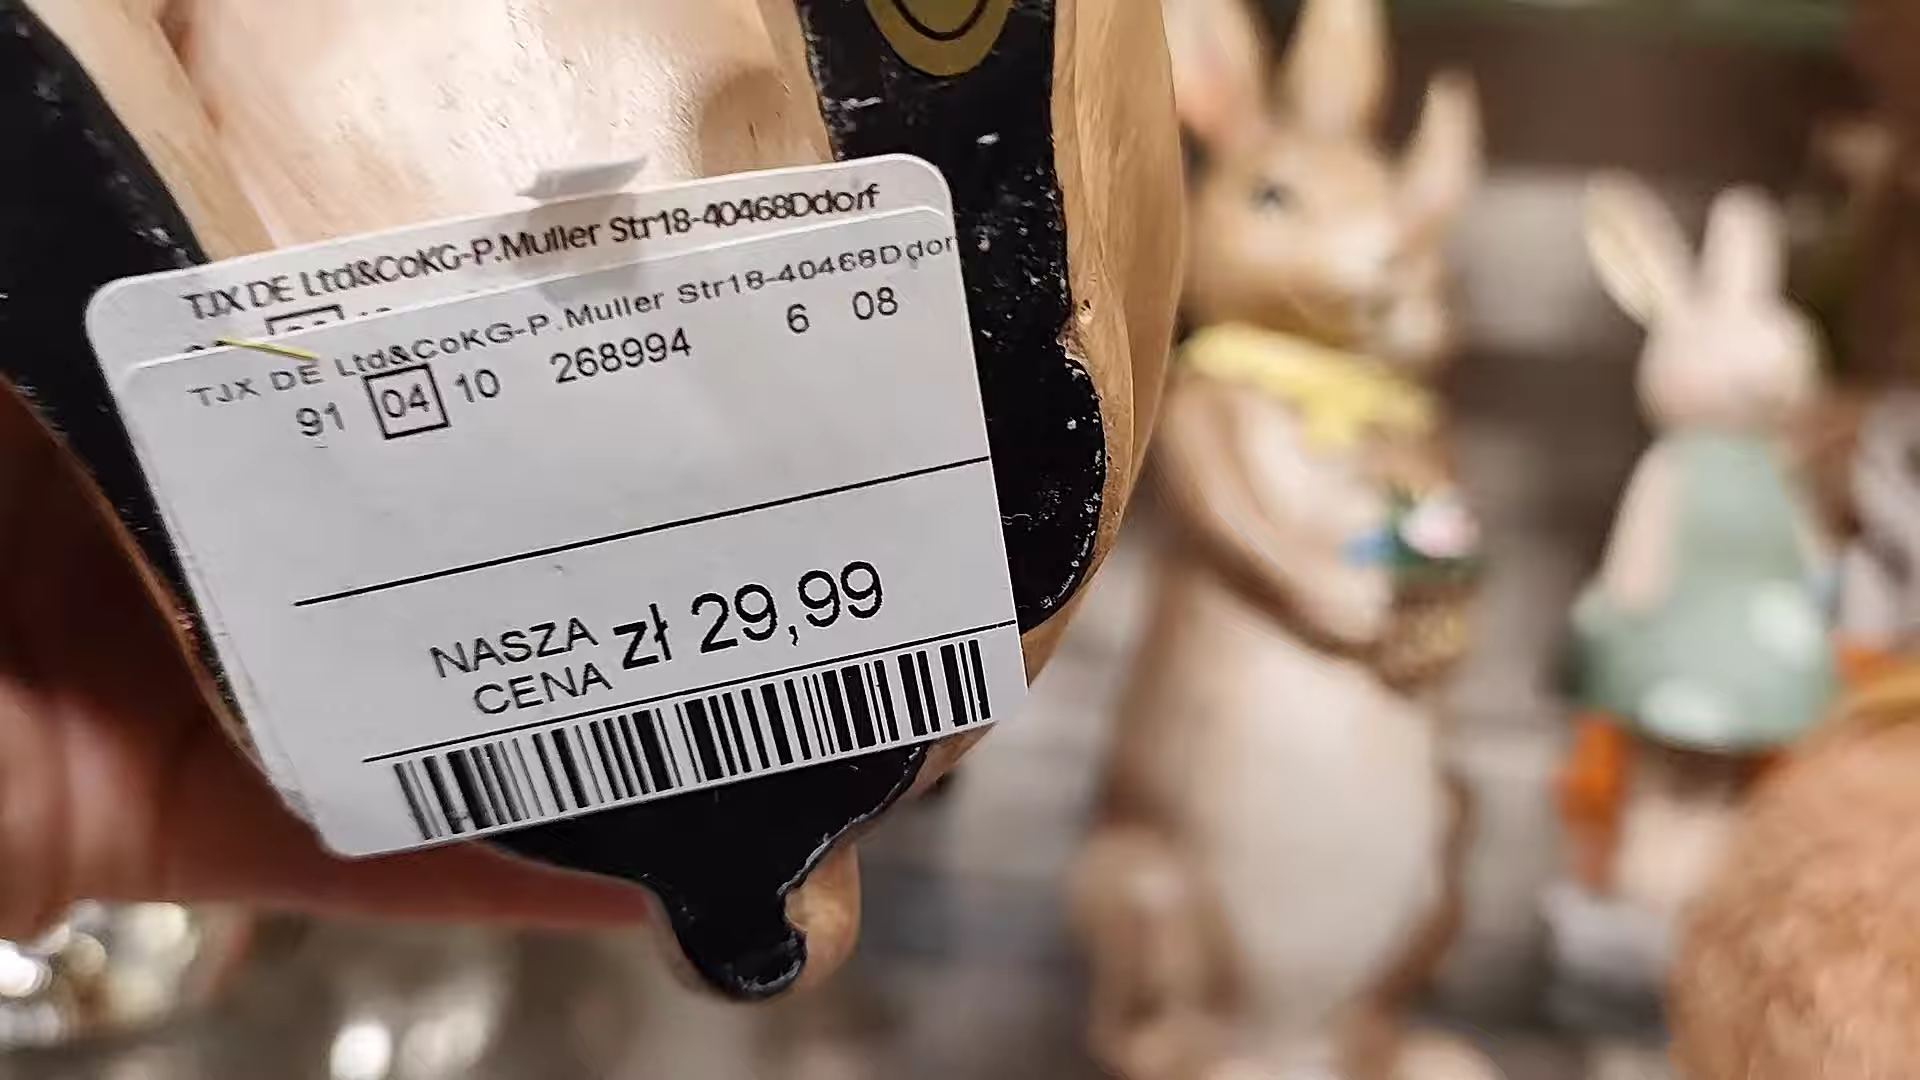 TJX DE Ltd&CoKG-P.Muller Str18-40468Ddorf
TJX DE Ltd&CoKG-P.Muller Str18-40468Ddor
91 04 10 268994 6 08
NASZA
CENA zł 29,99